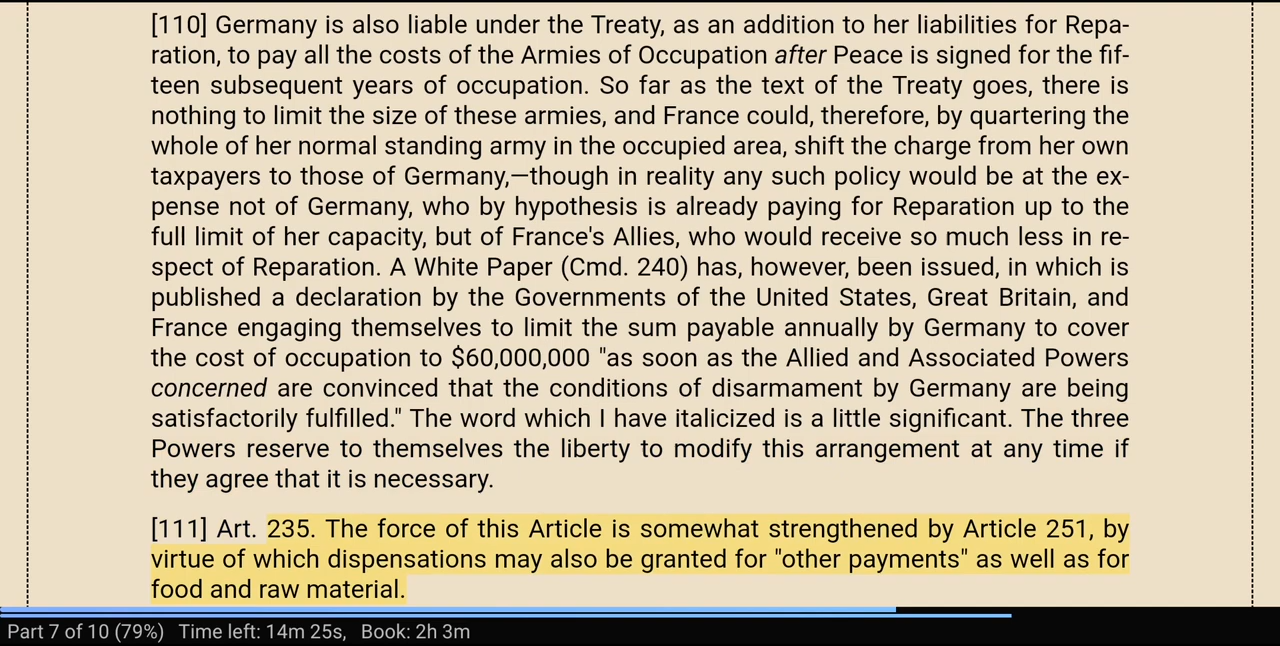 [110] Germany is also liable under the Treaty, as an addition to her liabilities for Repa-
ration, to pay all the costs of the Armies of Occupation after Peace is signed for the fif-
teen subsequent years of occupation. So far as the text of the Treaty goes, there is
nothing to limit the size of these armies, and France could, therefore, by quartering the
whole of her normal standing army in the occupied area, shift the charge from her own
taxpayers to those of Germany,—though in reality any such policy would be at the ex-
pense not of Germany, who by hypothesis is already paying for Reparation up to the
full limit of her capacity, but of France's Allies, who would receive so much less in re-
spect of Reparation. A White Paper (Cmd. 240) has, however, been issued, in which is
published a declaration by the Governments of the United States, Great Britain, and
France engaging themselves to limit the sum payable annually by Germany to cover
the cost of occupation to $60,000,000 "as soon as the Allied and Associated Powers
concerned are convinced that the conditions of disarmament by Germany are being
satisfactorily fulfilled." The word which I have italicized is a little significant. The three
Powers reserve to themselves the liberty to modify this arrangement at any time if
they agree that it is necessary.
[111] Art. 235. The force of this Article is somewhat strengthened by Article 251, by
virtue of which dispensations may also be granted for "other payments" as well as for
food and raw material.
Part 7 of 10 (79%) Time left: 14m 25s, Book: 2h 3m